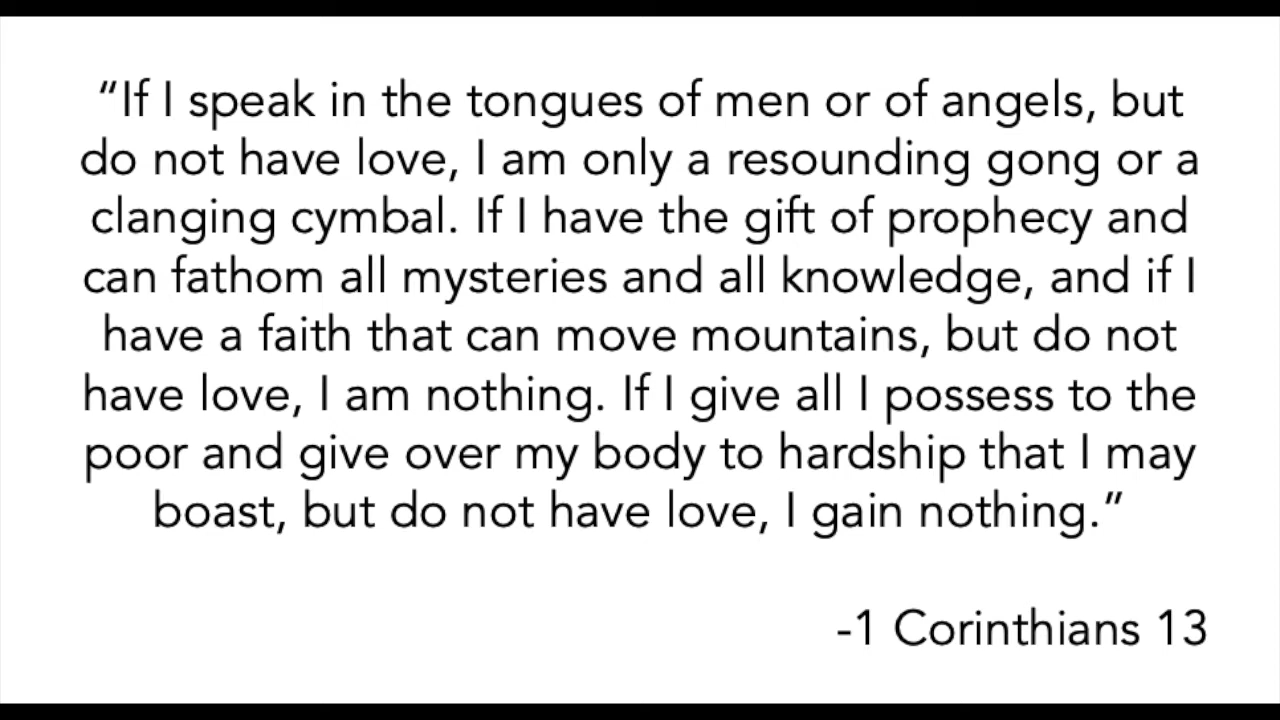 “If I speak in the tongues of men or of angels, but
do not have love, I am only a resounding gong or a
clanging cymbal. If I have the gift of prophecy and
can fathom all mysteries and all knowledge, and if I
have a faith that can move mountains, but do not
have love, I am nothing. If I give all I possess to the
poor and give over my body to hardship that I may
boast, but do not have love, I gain nothing.”
-1 Corinthians 13